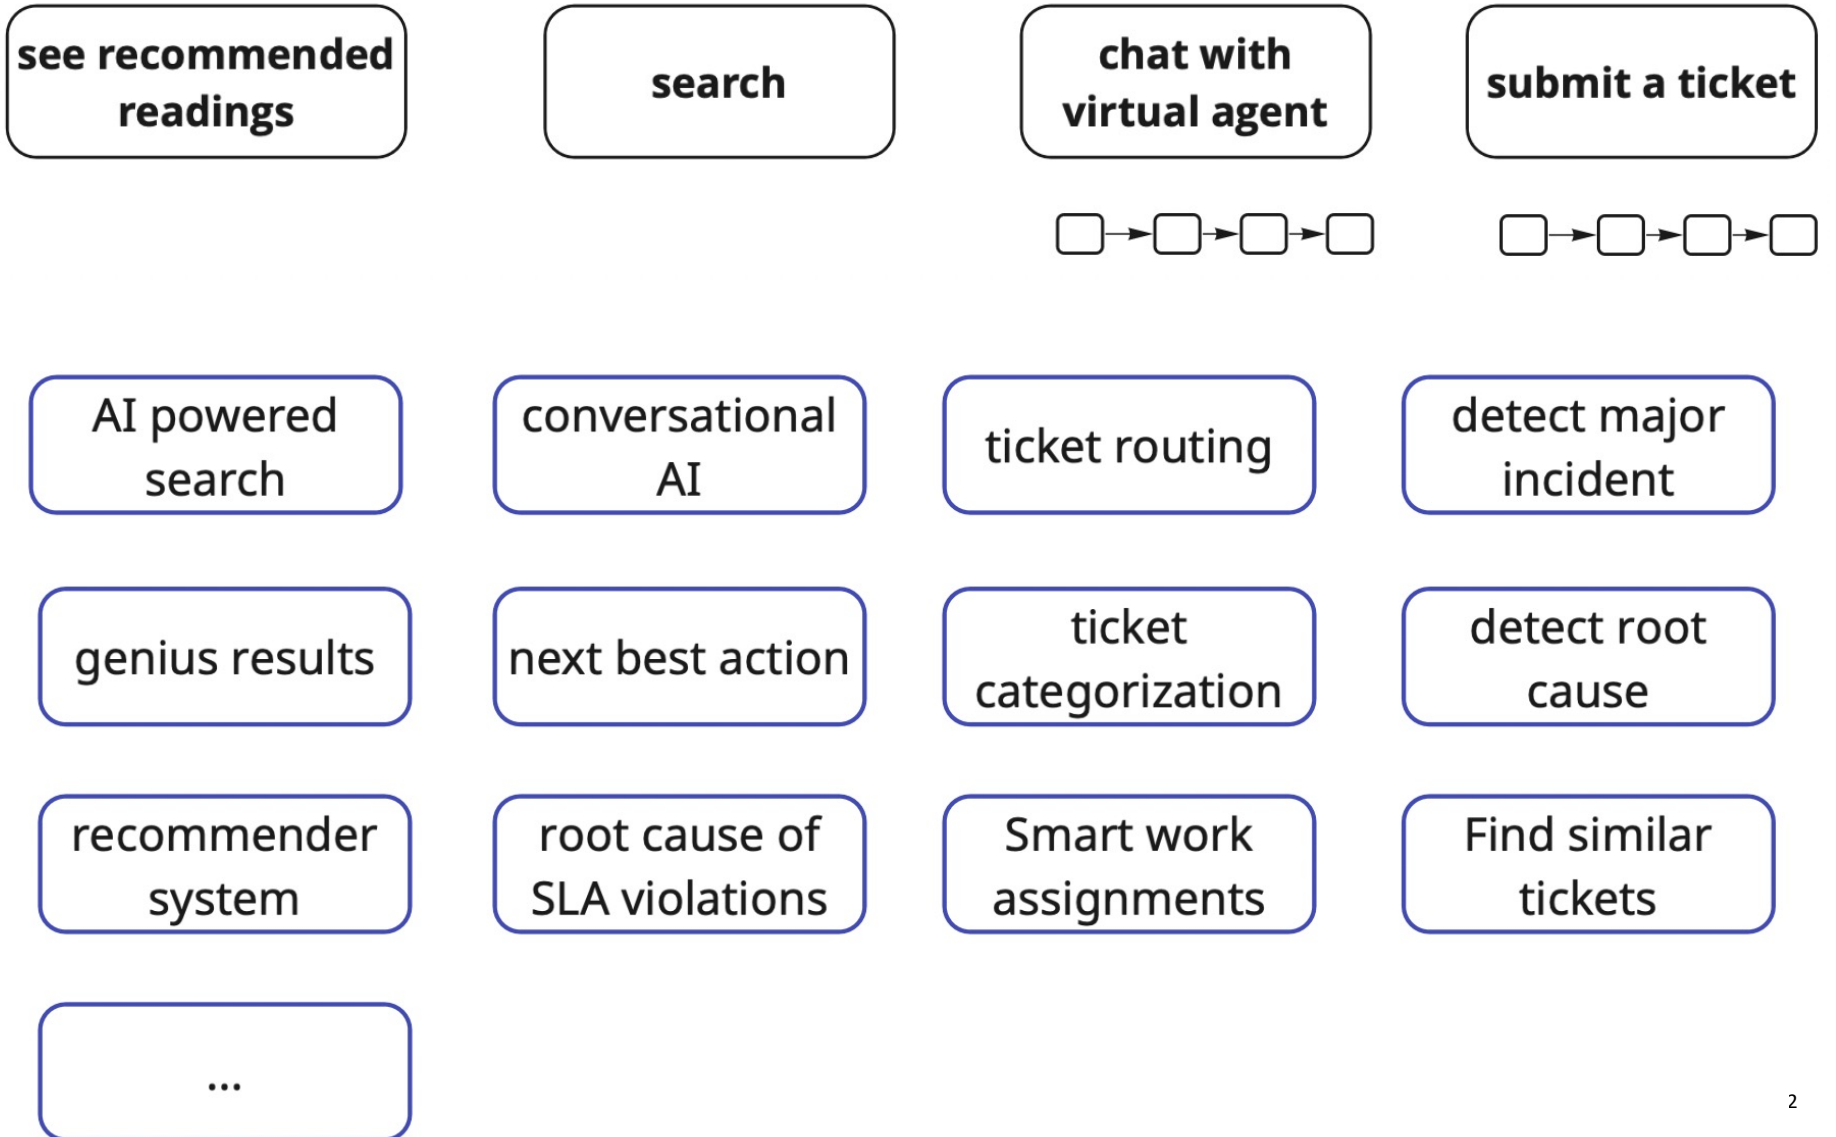 see recommended
readings
search
chat with
virtual agent
submit a ticket
AI powered
search
conversational
AI
ticket routing
detect major
incident
genius results
next best action
ticket
categorization
detect root
cause
recommender
system
root cause of
SLA violations
Smart work
assignments
Find similar
tickets
...
2